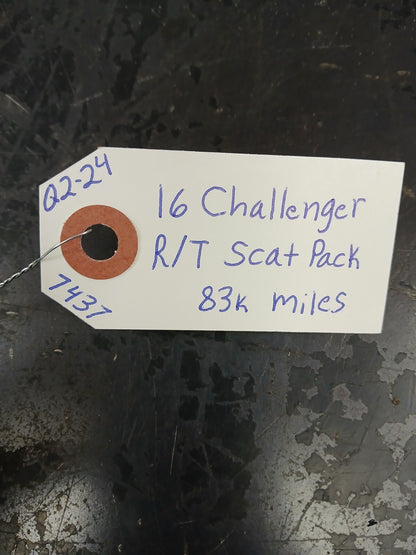 Q2-24
16 Challenger
R/T Scat Pack
83k miles
7437